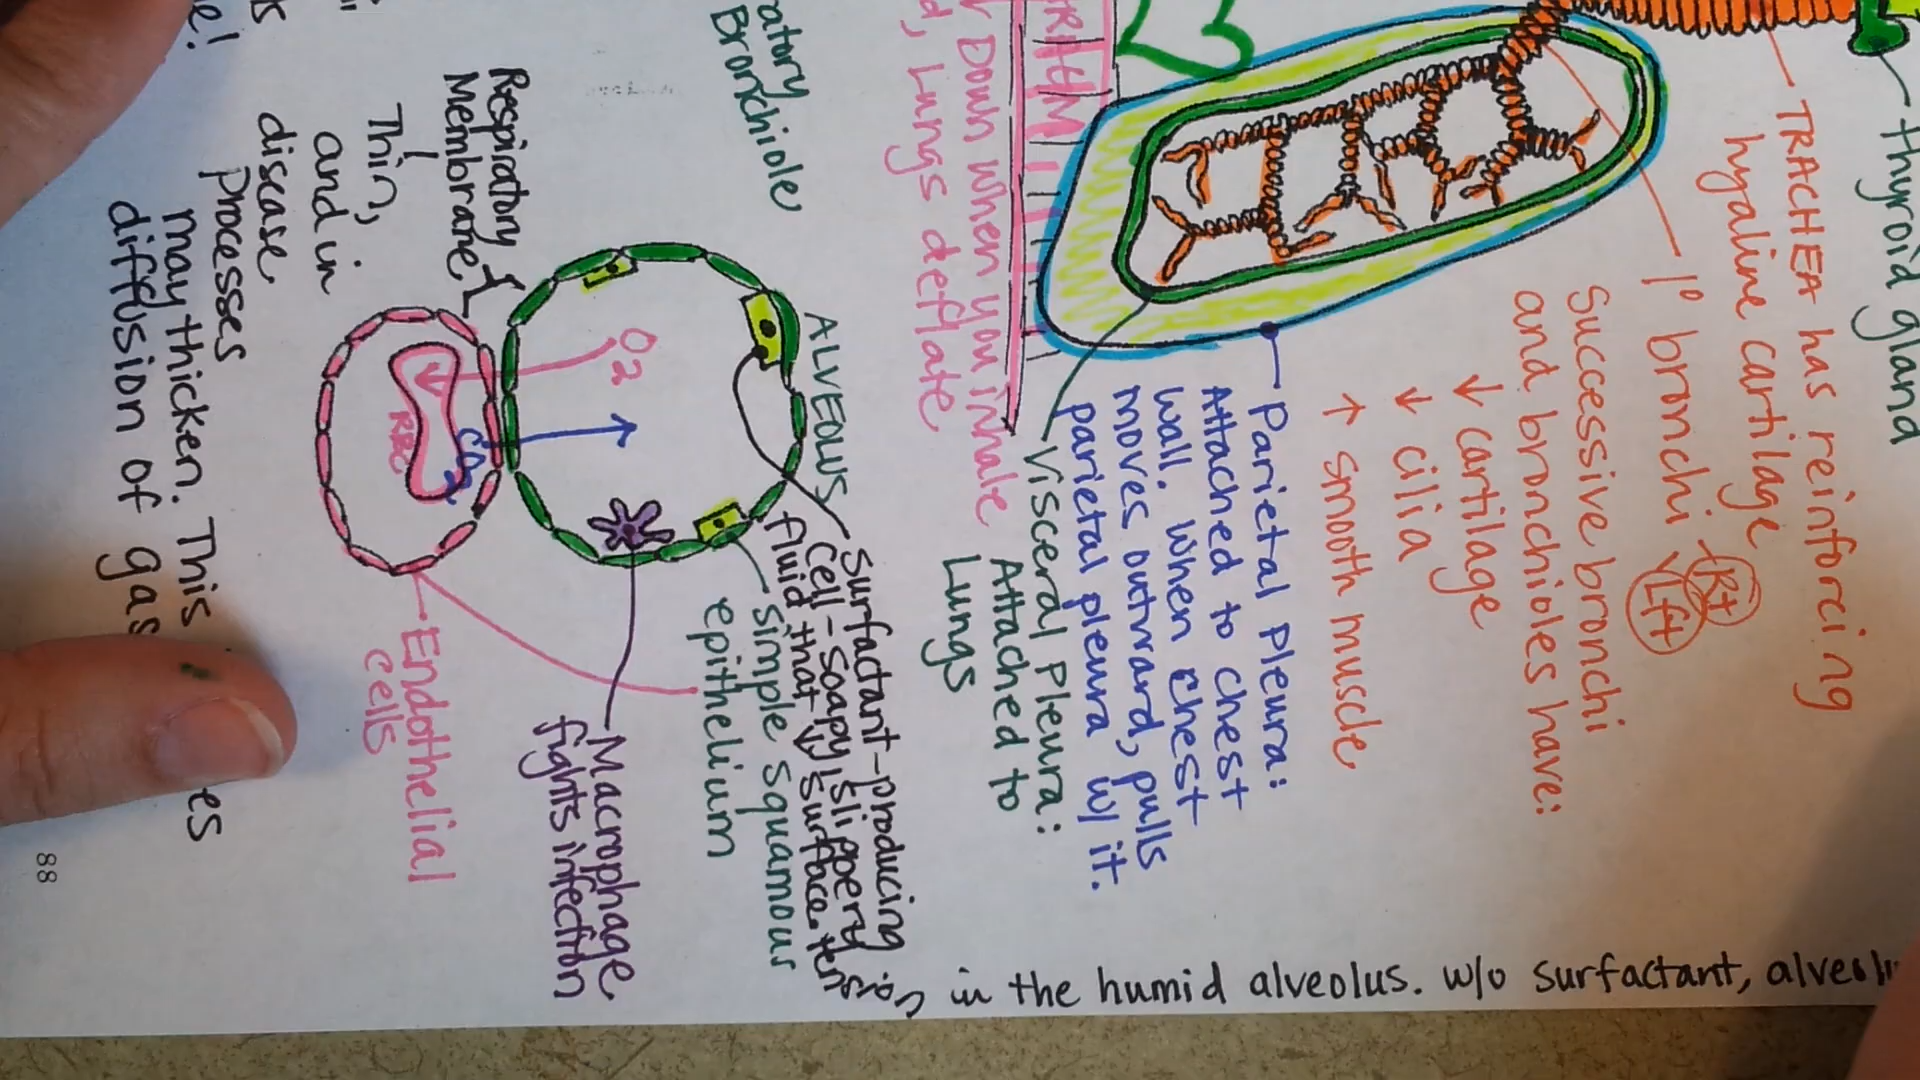 thyroid gland
TRACHEA has reinforcing
hyaline cartilage
1° bronchi
Rt
Lft
Successive bronchi
and bronchioles have:
↓ cartilage
↓ cilia
↑ smooth muscle
Parietal Pleura:
Attached to chest
wall. When chest
moves outward, pulls
parietal pleura w/ it.
Visceral Pleura:
Attached to
Lungs
Down when you inhale
Lungs deflate
Bronchiole
ALVEOLUS
Surfactant-producing
cell - soapy, slippery
fluid that ↓ surface tension
in the humid alveolus. w/o surfactant,
simple squamous
epithelium
O2
CO2
RBC
Macrophage
fights infection
Endothelial
cells
Respiratory
Membrane
Thin,
and in
disease
processes
may thicken. This
diffusion of gas
88